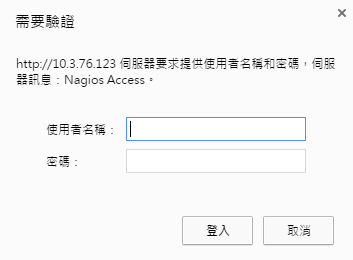 需要驗證
http://10.3.76.123 伺服器要求提供使用者名稱和密碼，伺服
器訊息：Nagios Access。
使用者名稱：
密碼：
登入 取消